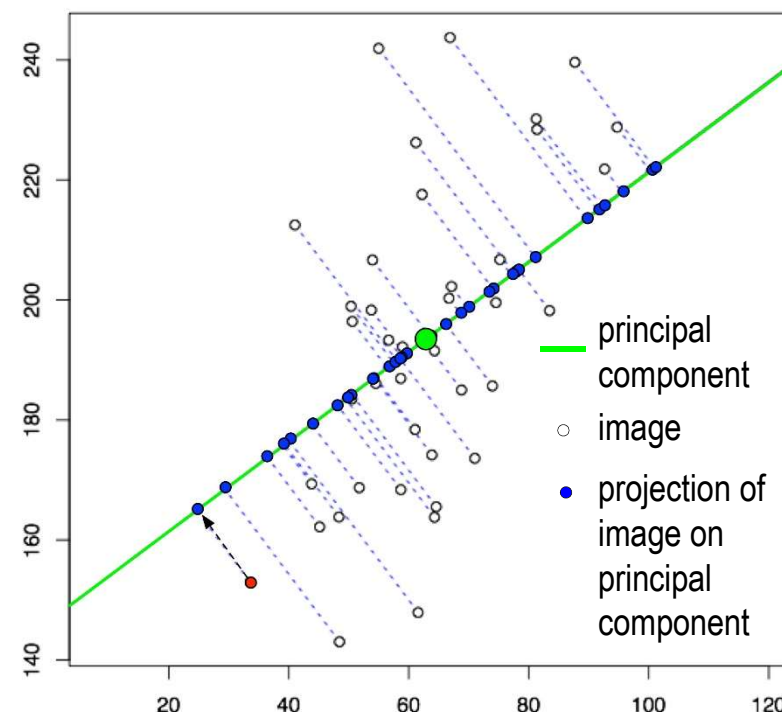 240
220
200
180
160
140
20 40 60 80 100 120
principal
component
image
projection of
image on
principal
component